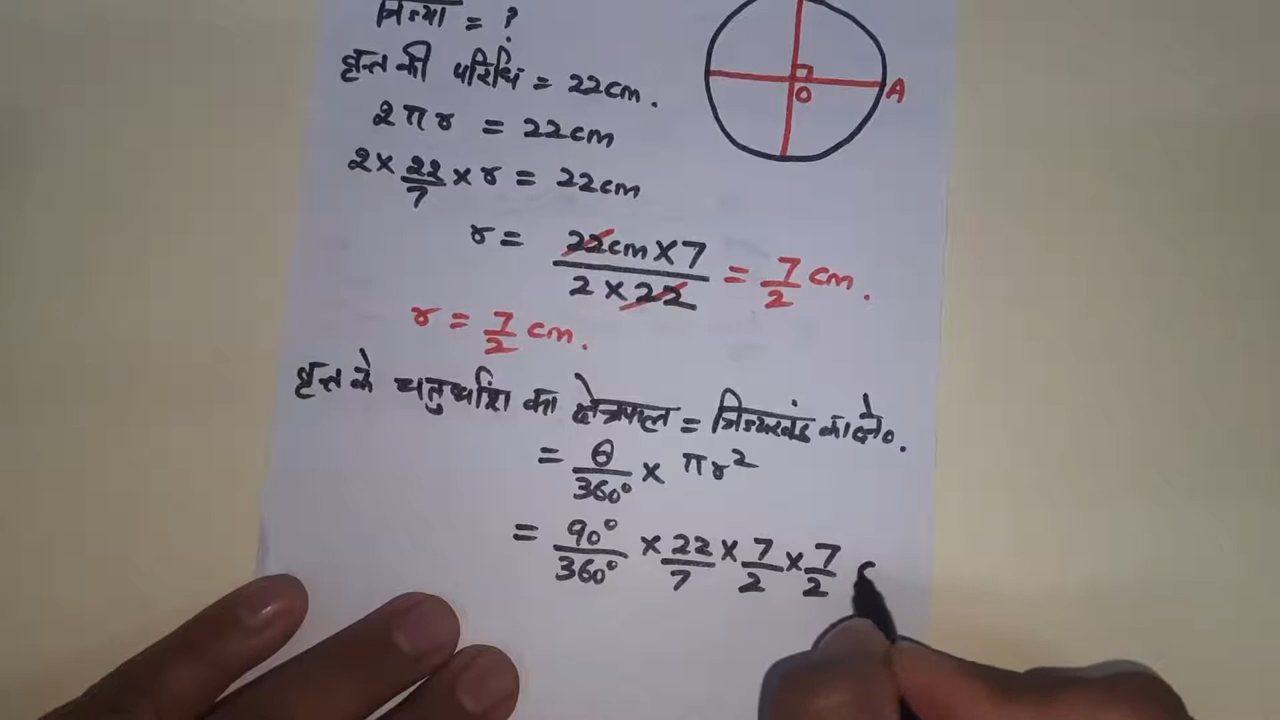 त्रिज्या = ?
वृत्त की परिधि = 22cm.
2πr = 22cm
2 × 22/7 × r = 22cm
r = 22cm × 7 / 2 × 22 = 7/2 cm.
r = 7/2 cm.
वृत्त के चतुर्थांश का क्षेत्रफल = त्रिज्यखंड का क्षे०.
= θ/360° × πr²
= 90°/360° × 22/7 × 7/2 × 7/2 c
O
A